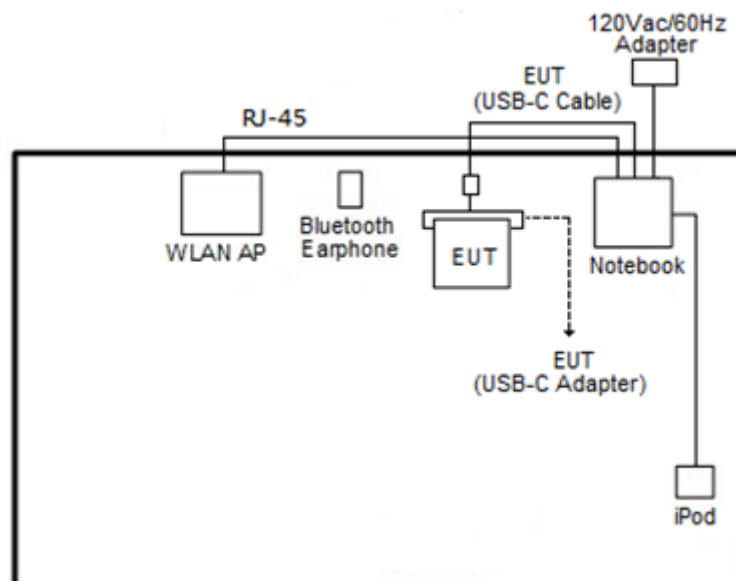 120Vac/60Hz
Adapter
EUT
(USB-C Cable)
RJ-45
WLAN AP
Bluetooth
Earphone
EUT
Notebook
EUT
(USB-C Adapter)
iPod